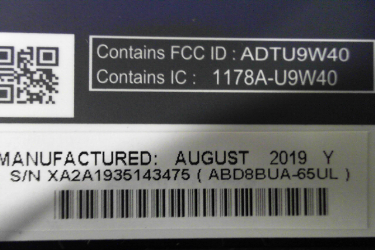 Contains FCC ID : ADTU9W40
Contains IC : 1178A-U9W40
MANUFACTURED: AUGUST 2019 Y
S/N XA2A1935143475 ( ABD8BUA-65UL )